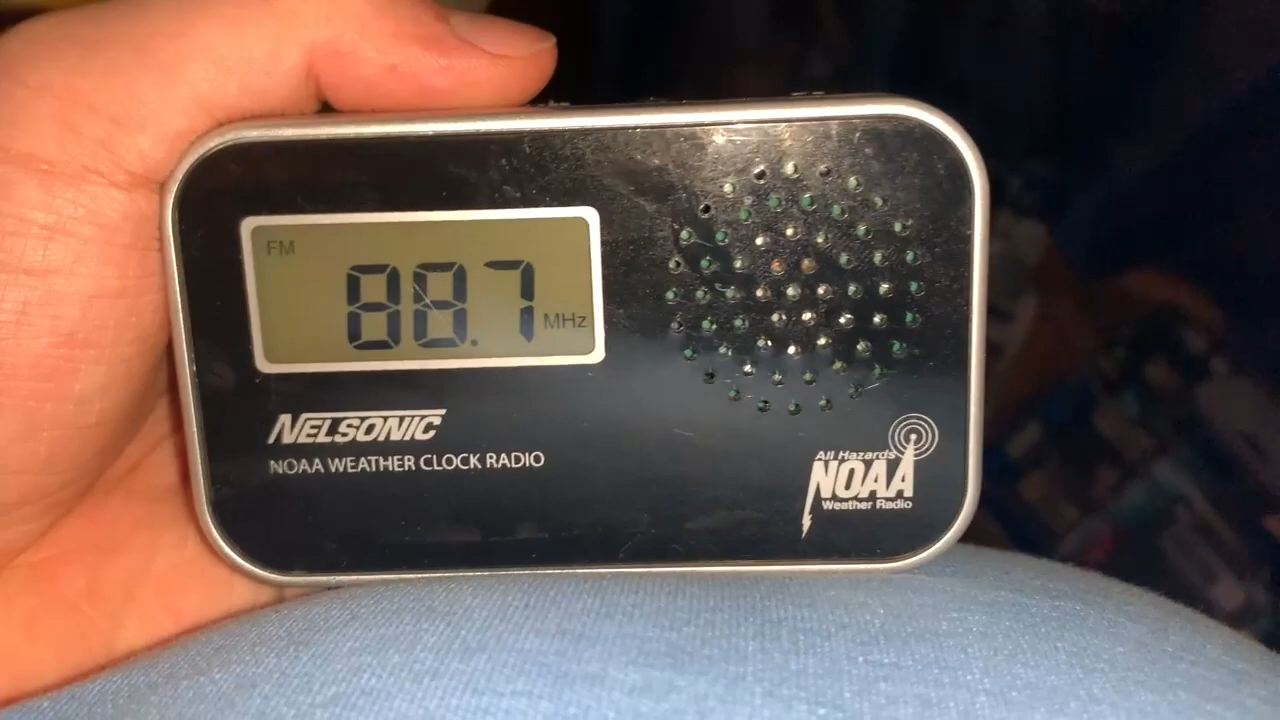 FM
88.7 MHz
NELSONIC
NOAA WEATHER CLOCK RADIO
All Hazards
NOAA
Weather Radio